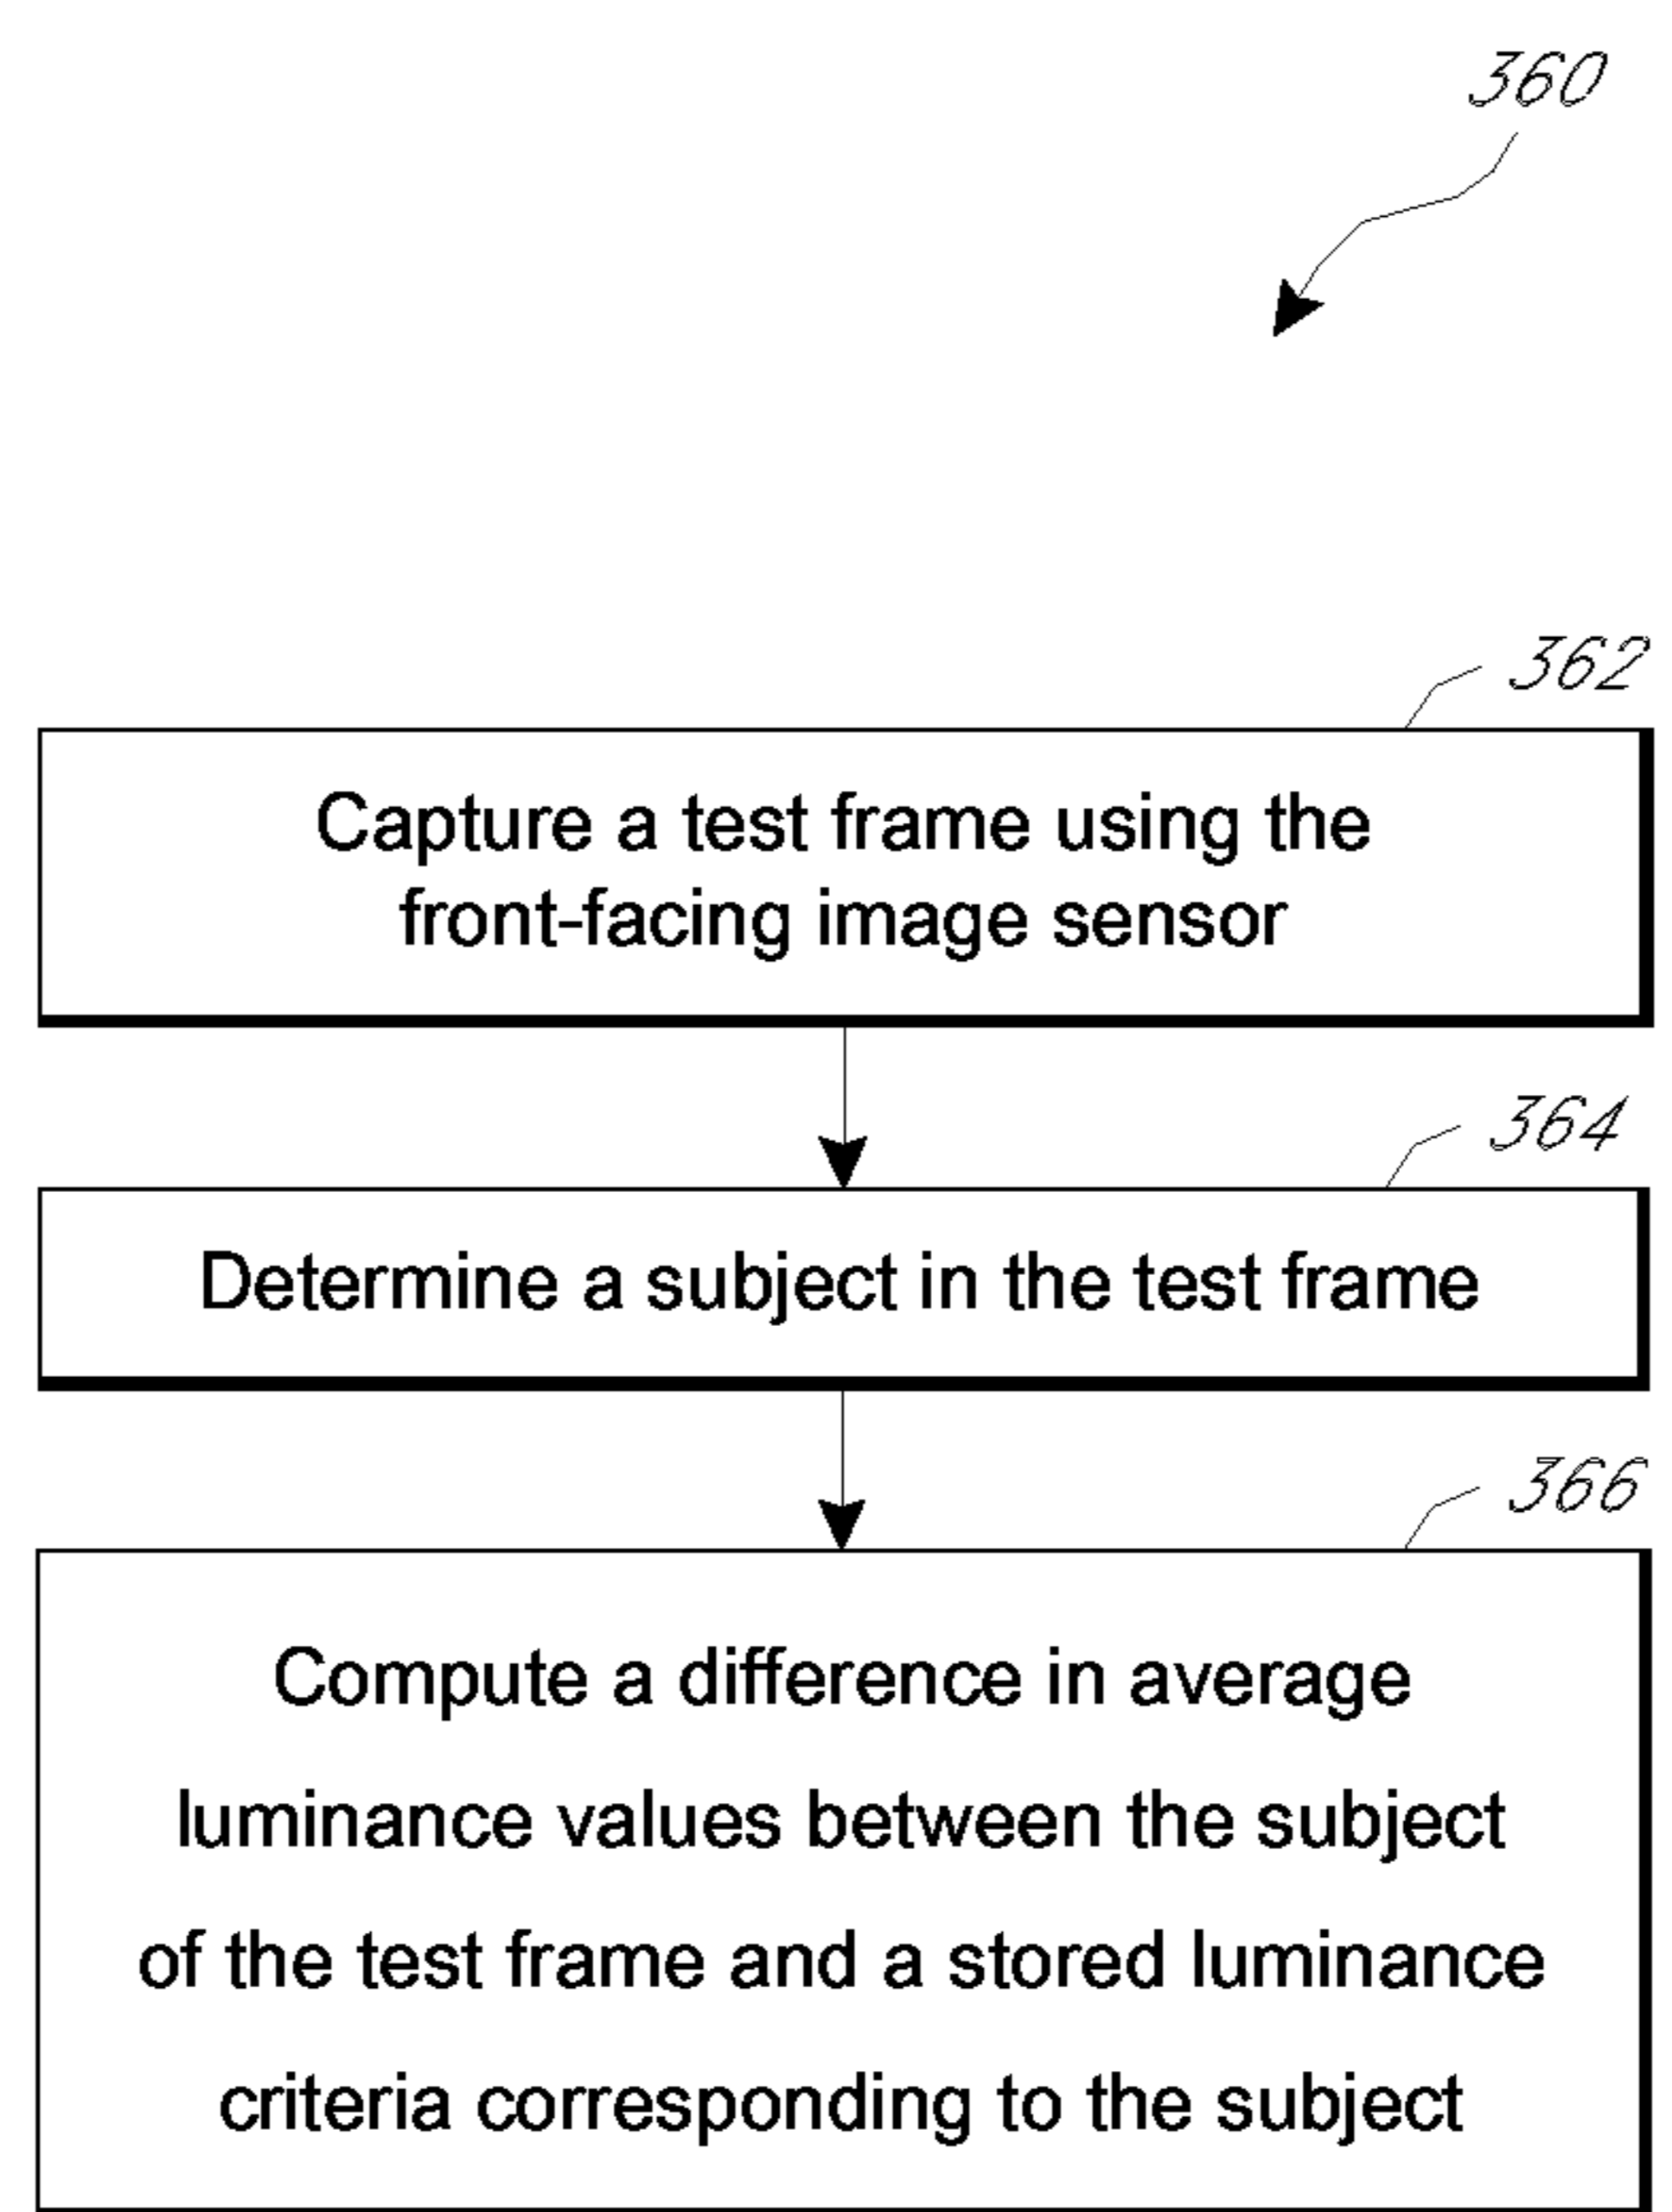 360
362
Capture a test frame using the
front-facing image sensor
364
Determine a subject in the test frame
366
Compute a difference in average
luminance values between the subject
of the test frame and a stored luminance
criteria corresponding to the subject